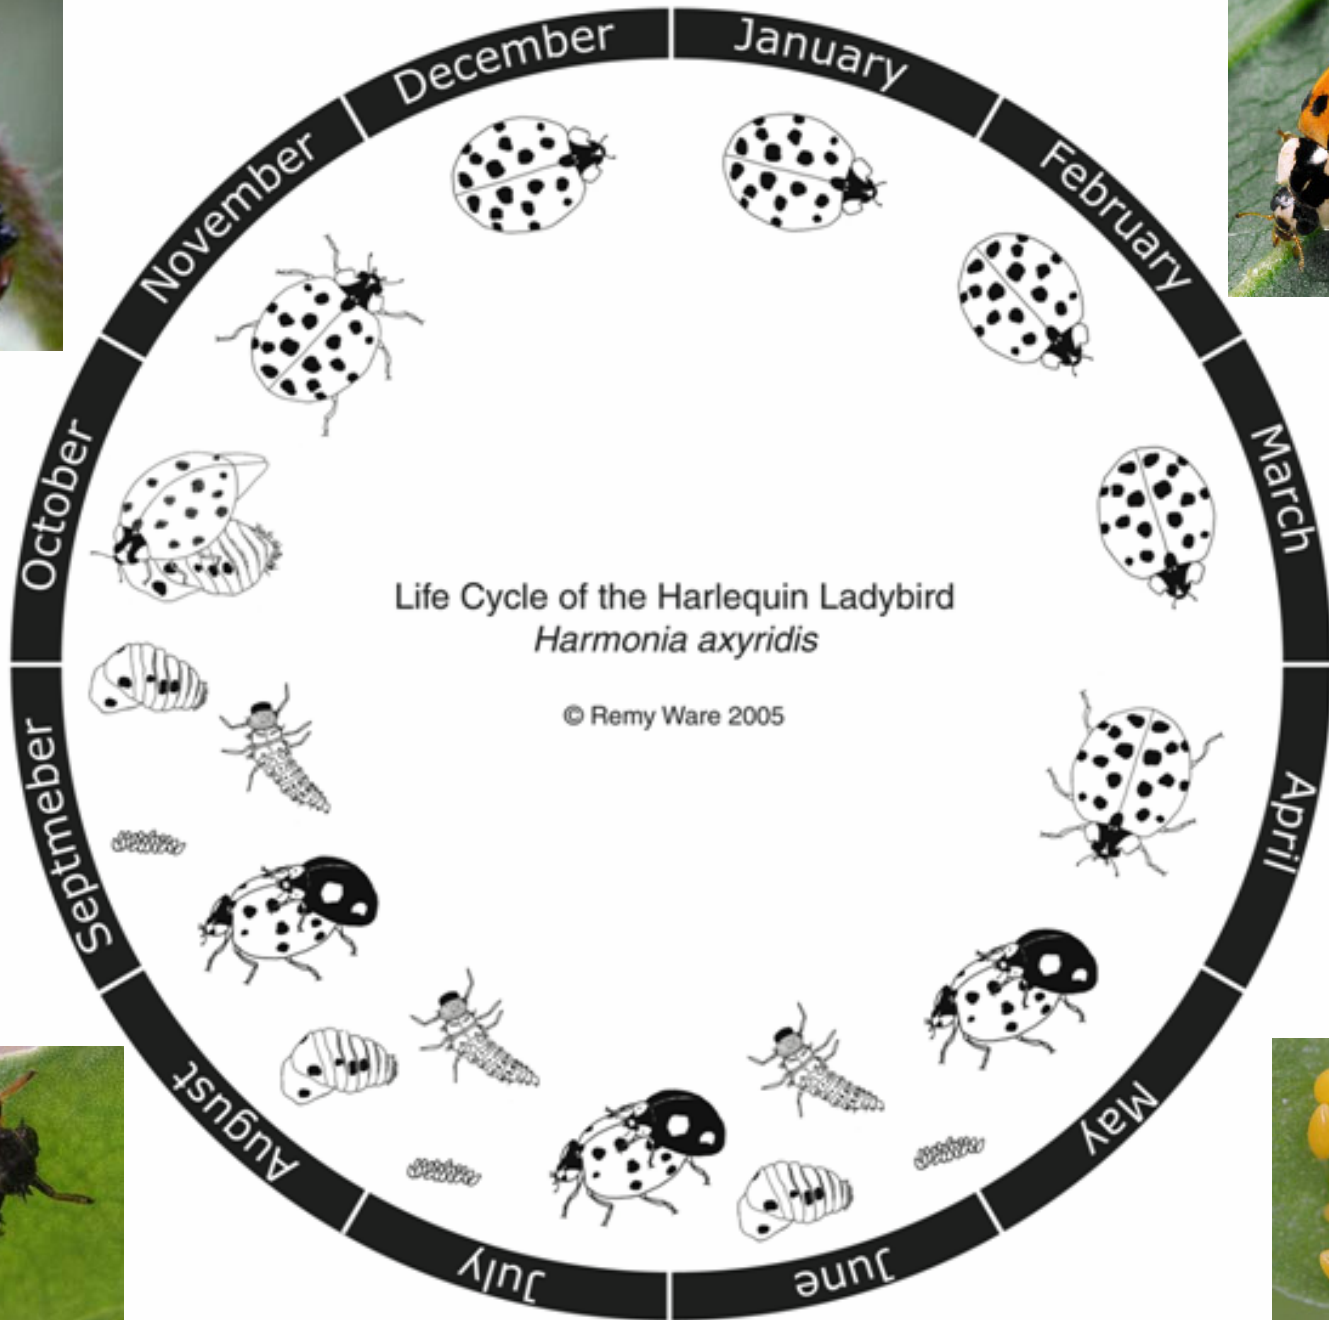 January
February
March
April
May
June
July
August
Septmeber
October
November
December
Life Cycle of the Harlequin Ladybird
Harmonia axyridis
© Remy Ware 2005